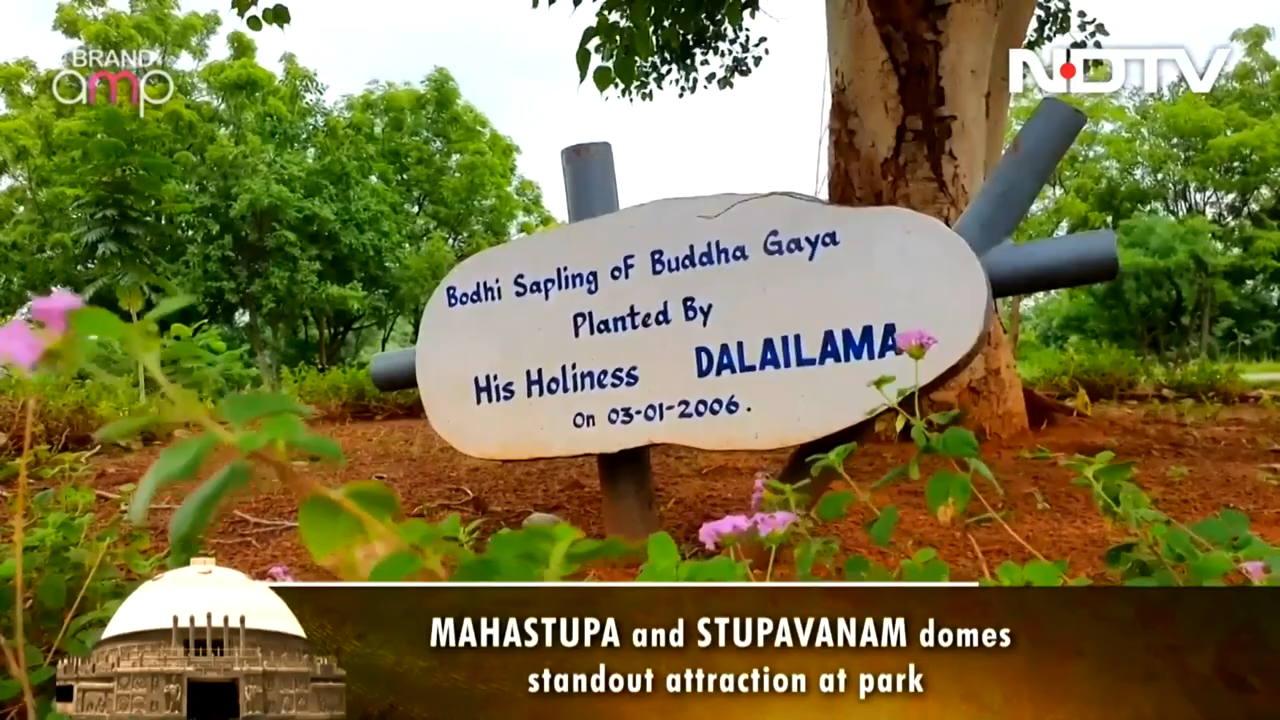 BRAND
amp
NDTV
Bodhi Sapling of Buddha Gaya
Planted By
His Holiness DALAILAMA
On 03-01-2006.
MAHASTUPA and STUPAVANAM domes
standout attraction at park